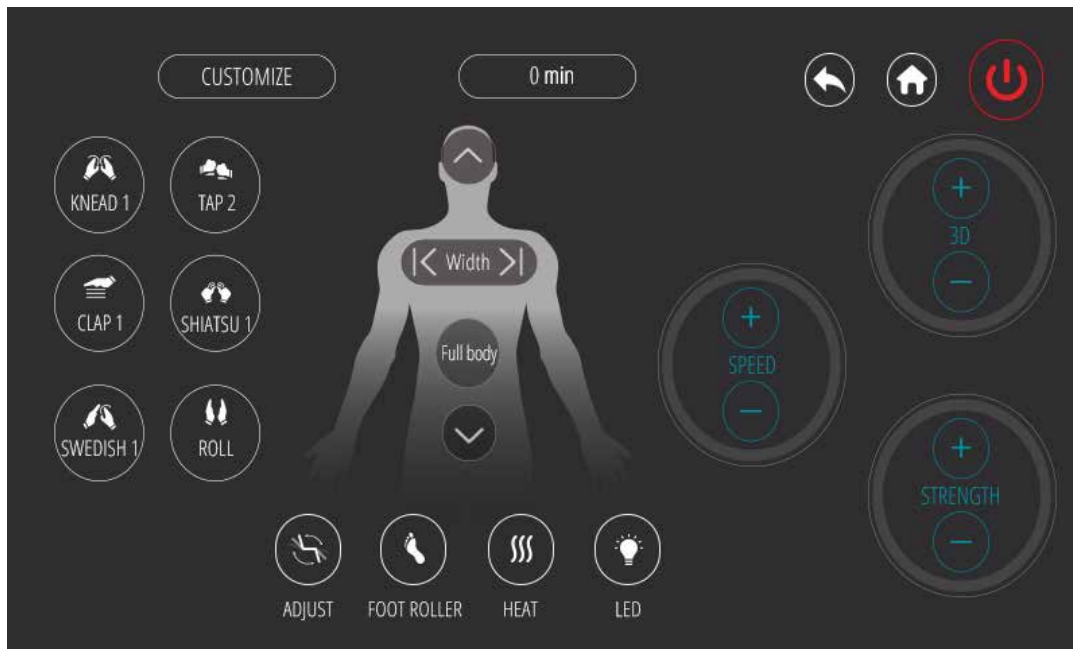 CUSTOMIZE
0 min
KNEAD 1
TAP 2
Width
3D
CLAP 1
SHIATSU 1
Full body
SPEED
SWEDISH 1
ROLL
STRENGTH
ADJUST
FOOT ROLLER
HEAT
LED